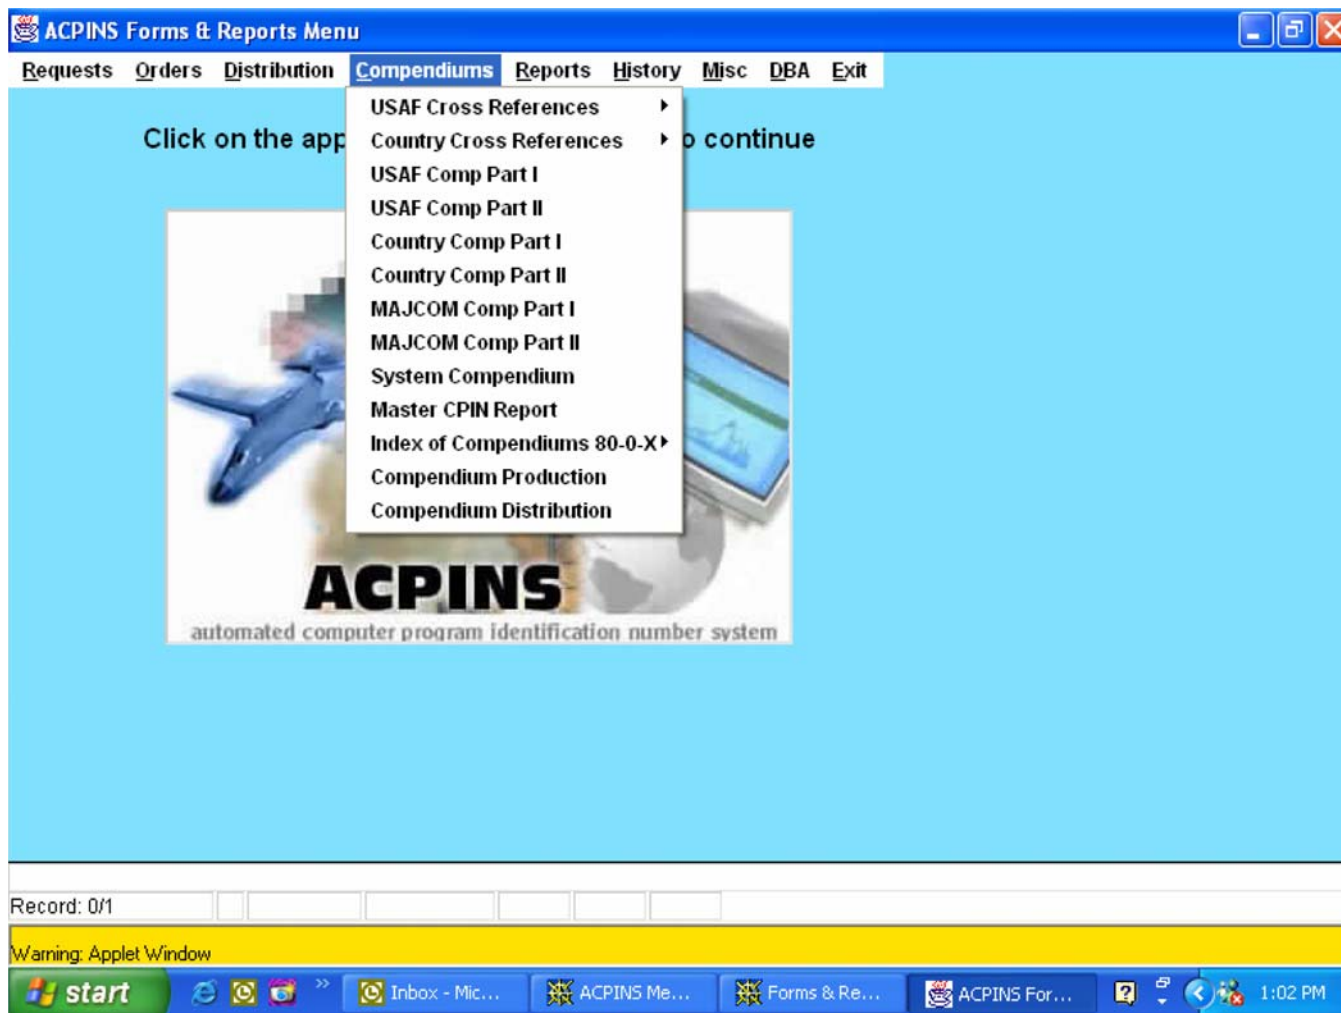 ACPINS Forms & Reports Menu
Requests Orders Distribution Compendiums Reports History Misc DBA Exit
Click on the app o continue
USAF Cross References
Country Cross References
USAF Comp Part I
USAF Comp Part II
Country Comp Part I
Country Comp Part II
MAJCOM Comp Part I
MAJCOM Comp Part II
System Compendium
Master CPIN Report
Index of Compendiums 80-0-X
Compendium Production
Compendium Distribution
ACPINS
automated computer program identification number system
Record: 0/1
Warning: Applet Window
start Inbox - Mic... ACPINS Me... Forms & Re... ACPINS For... 1:02 PM